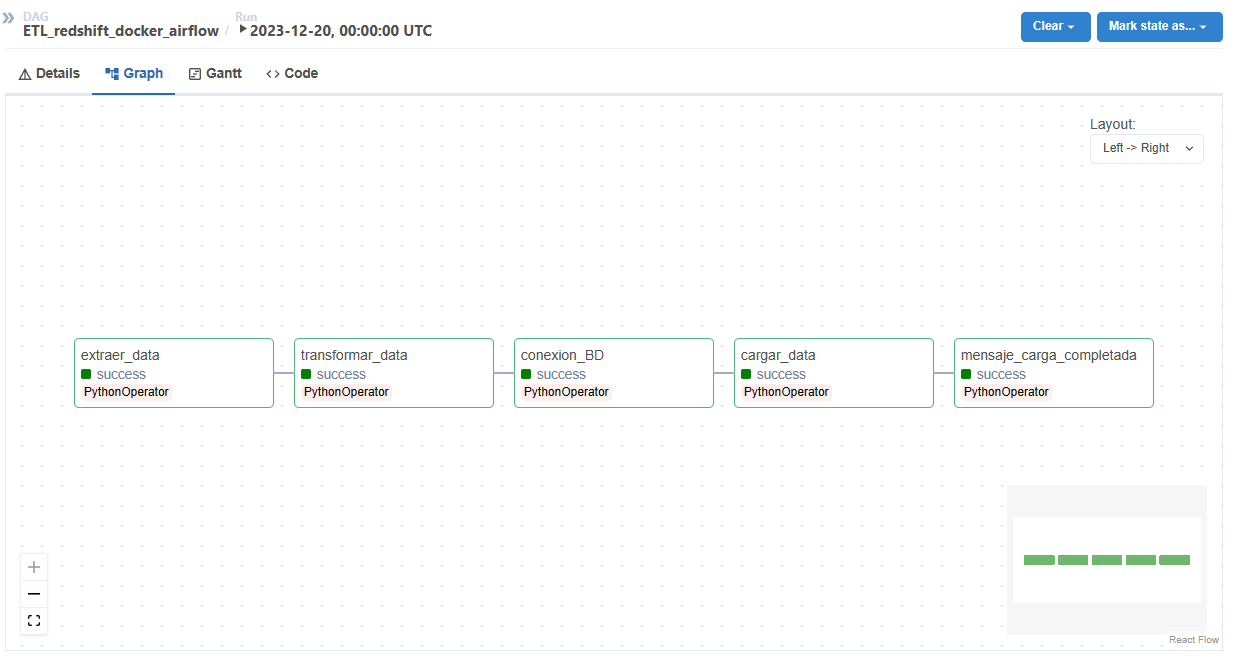 DAG
Run
ETL_redshift_docker_airflow / 2023-12-20, 00:00:00 UTC
Clear
Mark state as...
Details
Graph
Gantt
Code
Layout:
Left -> Right
extraer_data
success
PythonOperator
transformar_data
success
PythonOperator
conexion_BD
success
PythonOperator
cargar_data
success
PythonOperator
mensaje_carga_completada
success
PythonOperator
React Flow